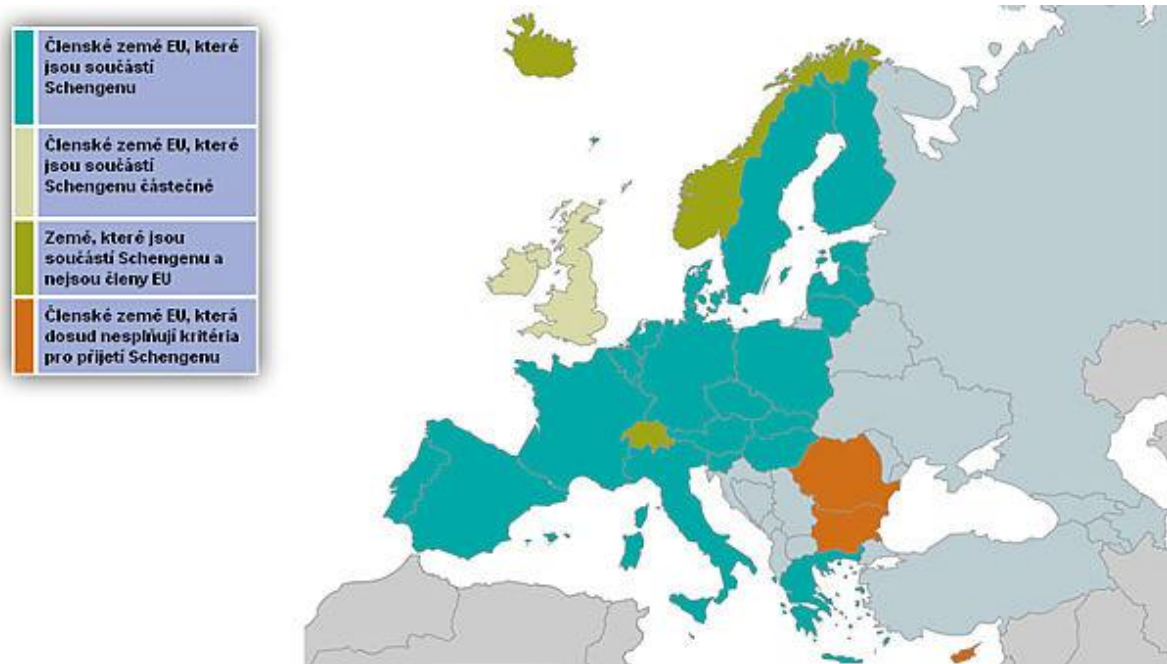 Členské země EU, které
jsou součástí
Schengenu
Členské země EU, které
jsou součástí
Schengenu částečně
Země, které jsou
součástí Schengenu a
nejsou členy EU
Členské země EU, která
dosud nesplňují kritéria
pro přijetí Schengenu